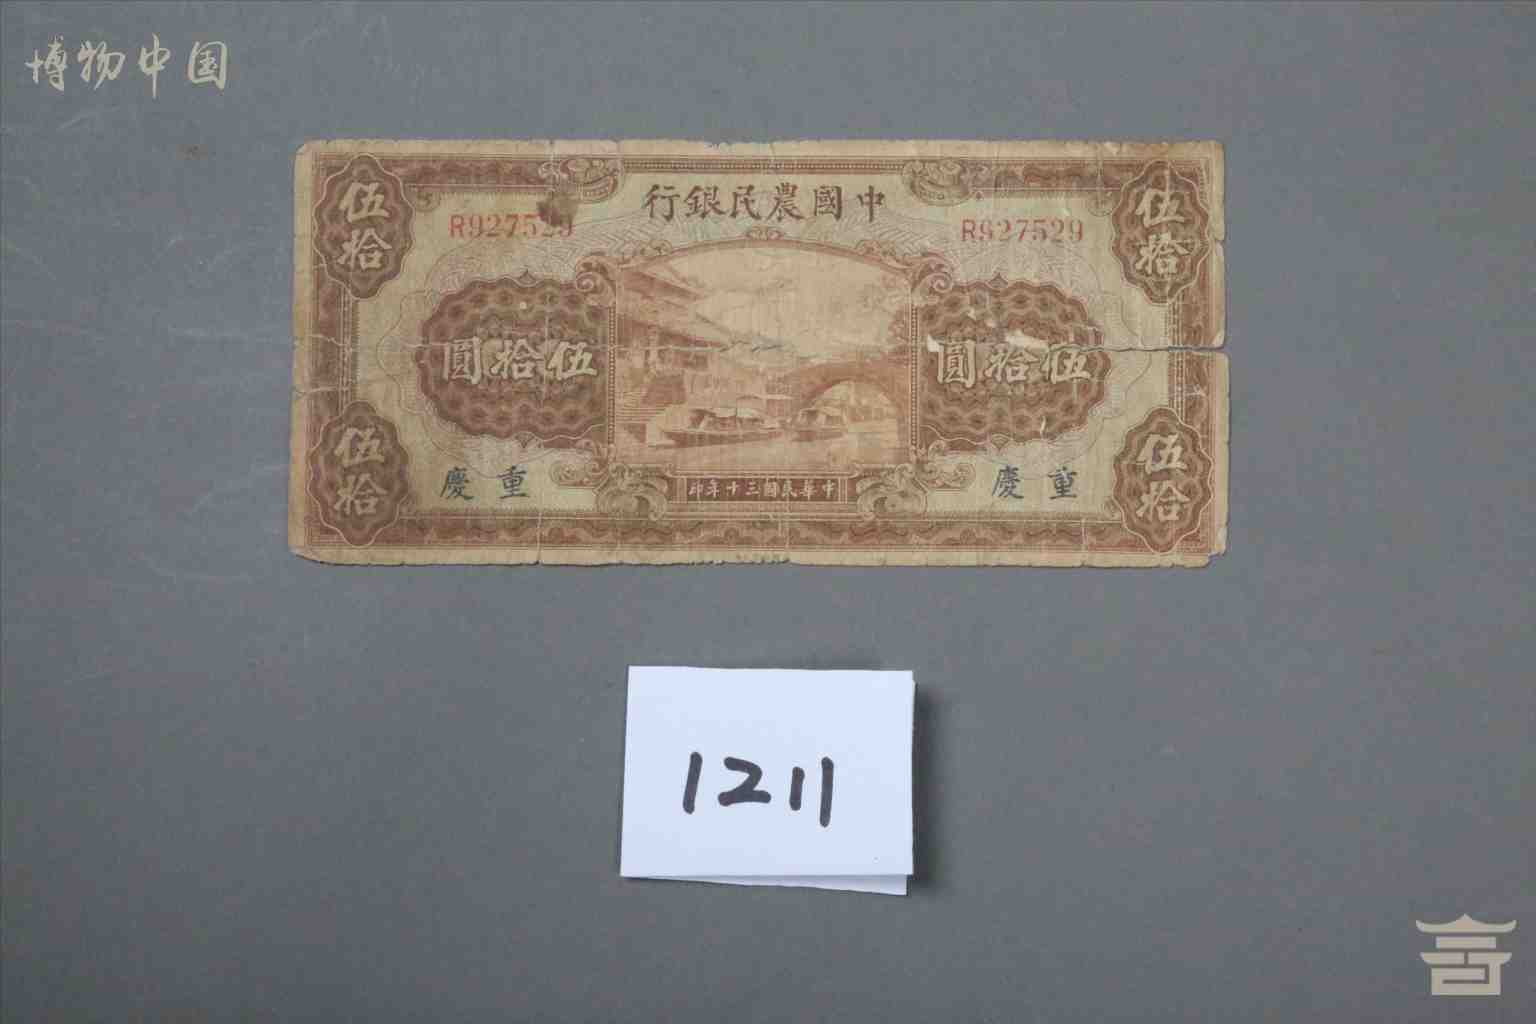 博物中国
中國農民銀行
伍拾
伍拾
R927529
R927529
伍拾圓
伍拾圓
重慶
重慶
伍拾
伍拾
中華民國三十年印
1211